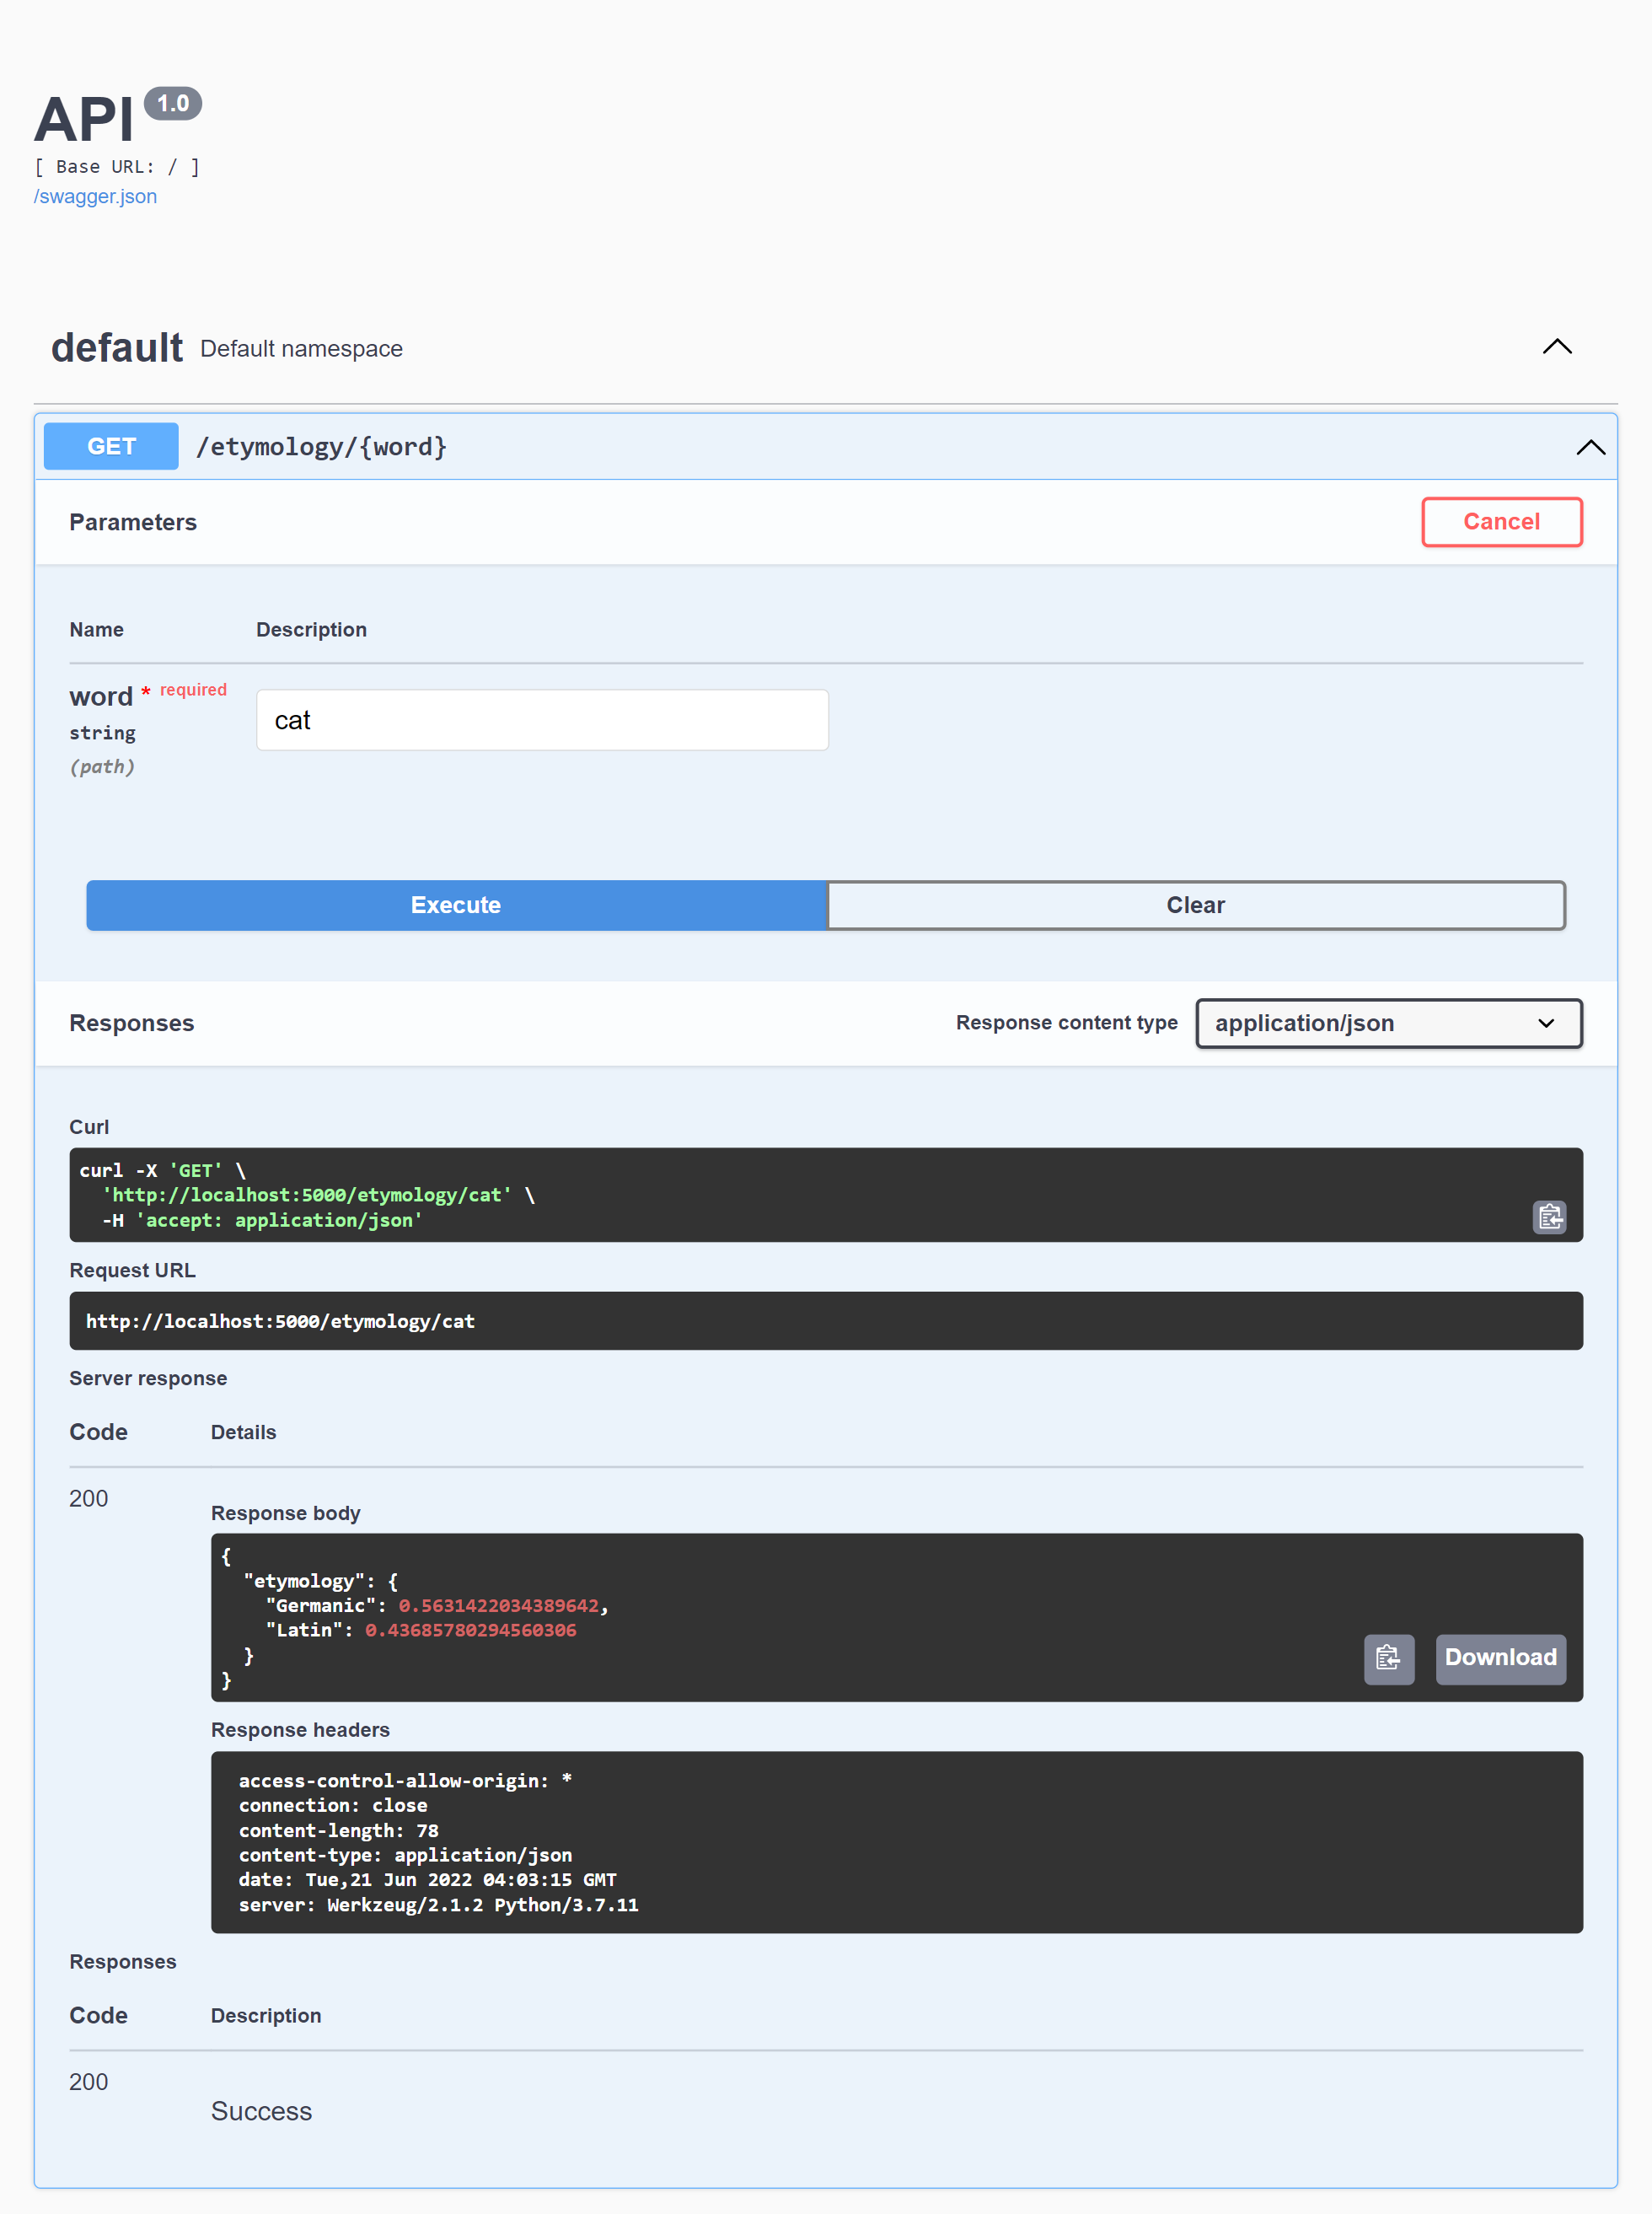 API 1.0
[ Base URL: / ]
/swagger.json
default Default namespace
GET /etymology/{word}
Parameters Cancel
Name Description
word * required
string
(path)
cat
Execute Clear
Responses Response content type application/json
Curl
curl -X 'GET' \
  'http://localhost:5000/etymology/cat' \
  -H 'accept: application/json'
Request URL
http://localhost:5000/etymology/cat
Server response
Code Details
200
Response body
{
  "etymology": {
    "Germanic": 0.5631422034389642,
    "Latin": 0.43685780294560306
  }
}
Download
Response headers
access-control-allow-origin: *
connection: close
content-length: 78
content-type: application/json
date: Tue,21 Jun 2022 04:03:15 GMT
server: Werkzeug/2.1.2 Python/3.7.11
Responses
Code Description
200
Success